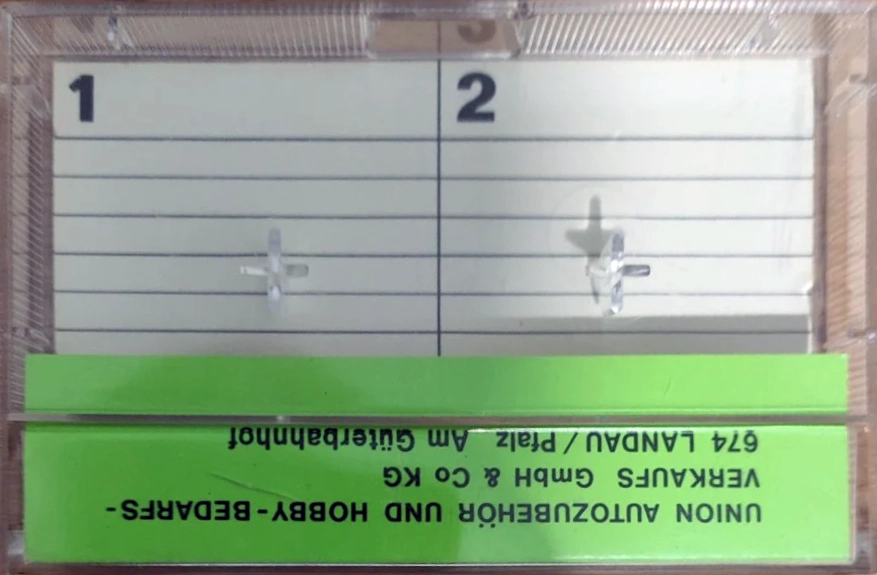 1
2
UNION AUTOZUBEHÖR UND HOBBY-BEDARFS-
VERKAUFS GmbH & Co KG
674 LANDAU/Pfalz Am Güterbahnhof